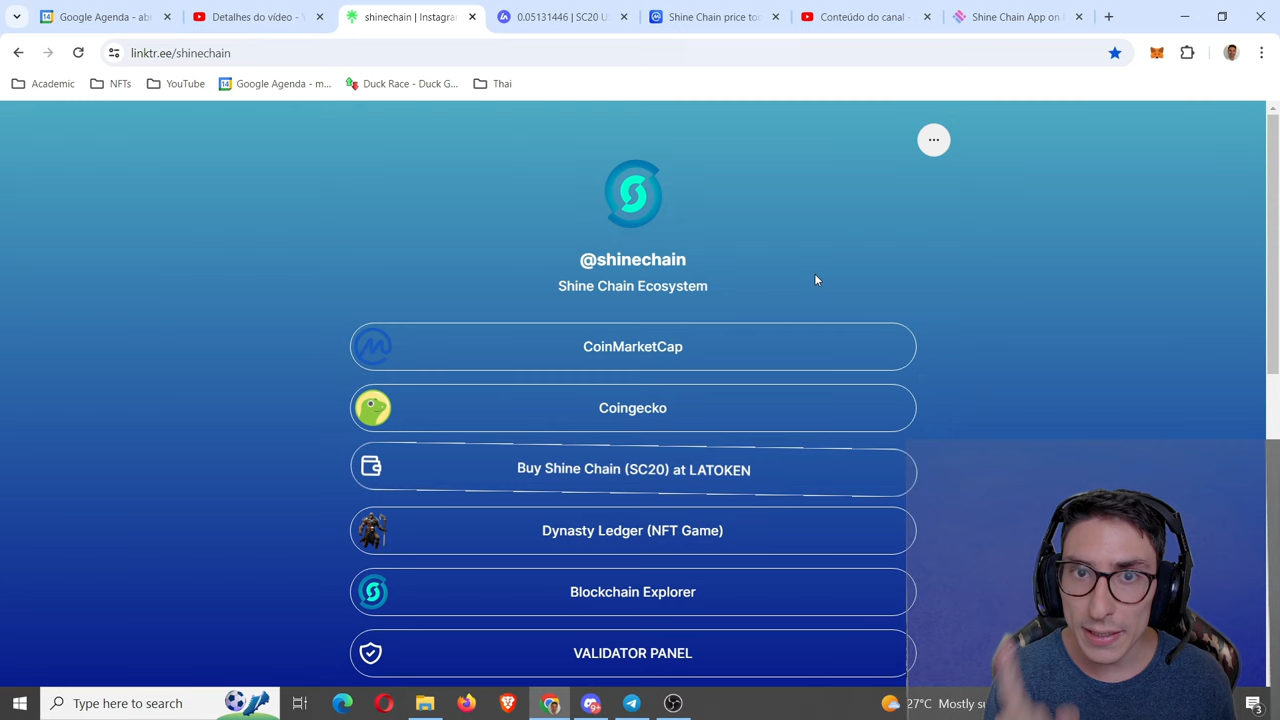 Google Agenda - ab
Detalhes do vídeo - Y
shinechain | Instagra
0.05131446 | SC20 U
Shine Chain price to
Conteúdo do canal -
Shine Chain App on
linktr.ee/shinechain
Academic
NFTs
YouTube
Google Agenda - m...
Duck Race - Duck G...
Thai
@shinechain
Shine Chain Ecosystem
CoinMarketCap
Coingecko
Buy Shine Chain (SC20) at LATOKEN
Dynasty Ledger (NFT Game)
Blockchain Explorer
VALIDATOR PANEL
Type here to search
27°C Mostly su
3